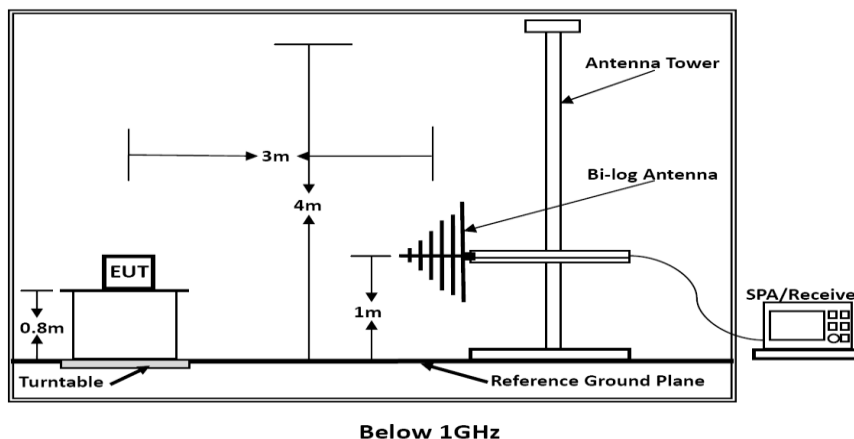 Antenna Tower
3m
Bi-log Antenna
4m
EUT
0.8m
1m
SPA/Receive
Turntable
Reference Ground Plane
Below 1GHz